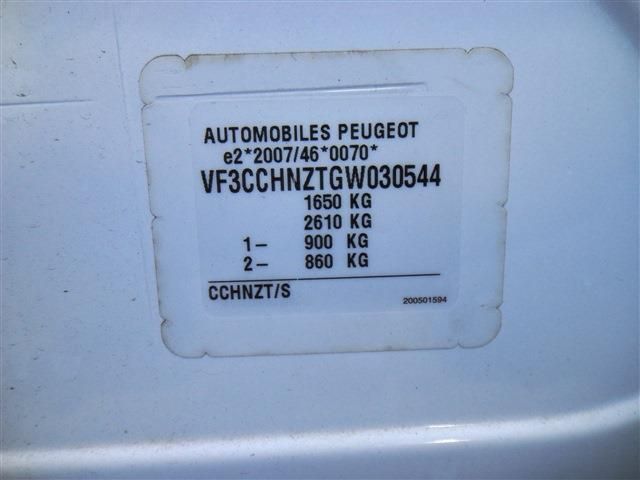 AUTOMOBILES PEUGEOT
e2*2007/46*0070*
VF3CCHNZTGW030544
1650 KG
2610 KG
1– 900 KG
2– 860 KG
CCHNZT/S 200501594